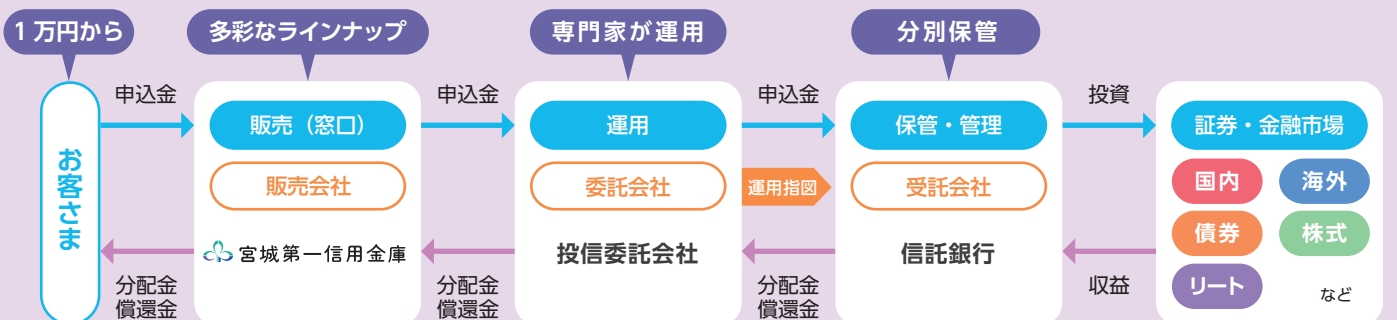 1万円から
多彩なラインナップ
専門家が運用
分別保管
お客さま
申込金
販売（窓口）
販売会社
宮城第一信用金庫
分配金
償還金
申込金
運用
委託会社
投信委託会社
分配金
償還金
申込金
運用指図
保管・管理
受託会社
信託銀行
分配金
償還金
投資
収益
証券・金融市場
国内
海外
債券
株式
リート
など